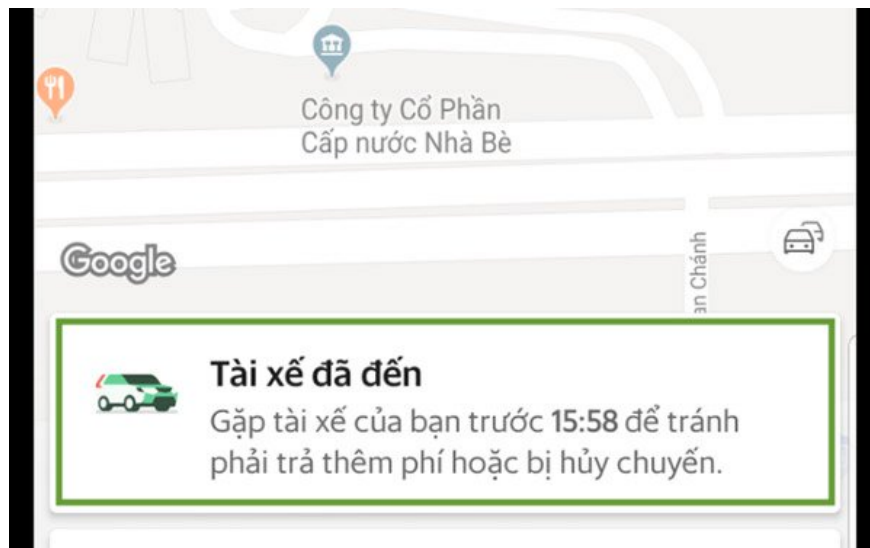 Công ty Cổ Phần
Cấp nước Nhà Bè
Google
an Chánh
Tài xế đã đến
Gặp tài xế của bạn trước 15:58 để tránh
phải trả thêm phí hoặc bị hủy chuyến.